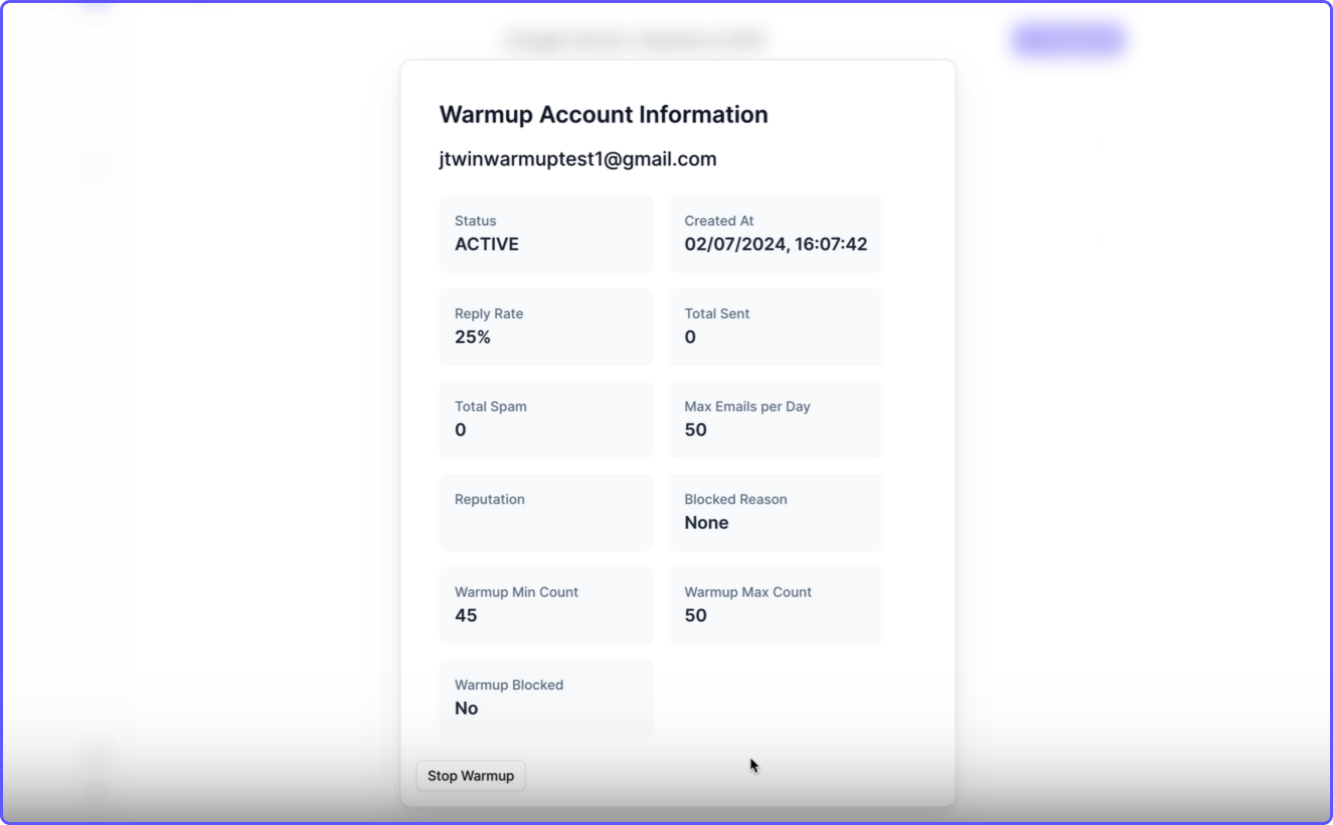 Warmup Account Information
jtwinwarmuptest1@gmail.com
Status
ACTIVE
Created At
02/07/2024, 16:07:42
Reply Rate
25%
Total Sent
0
Total Spam
0
Max Emails per Day
50
Reputation
Blocked Reason
None
Warmup Min Count
45
Warmup Max Count
50
Warmup Blocked
No
Stop Warmup